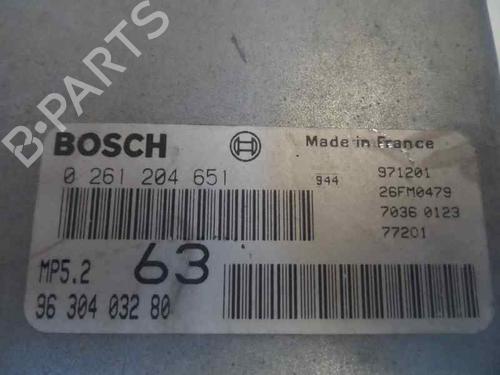 B-PARTS
BOSCH
Made in France
0 261 204 651
944
971201
26FM0479
7036 0123
77201
MP5.2
63
96 304 032 80